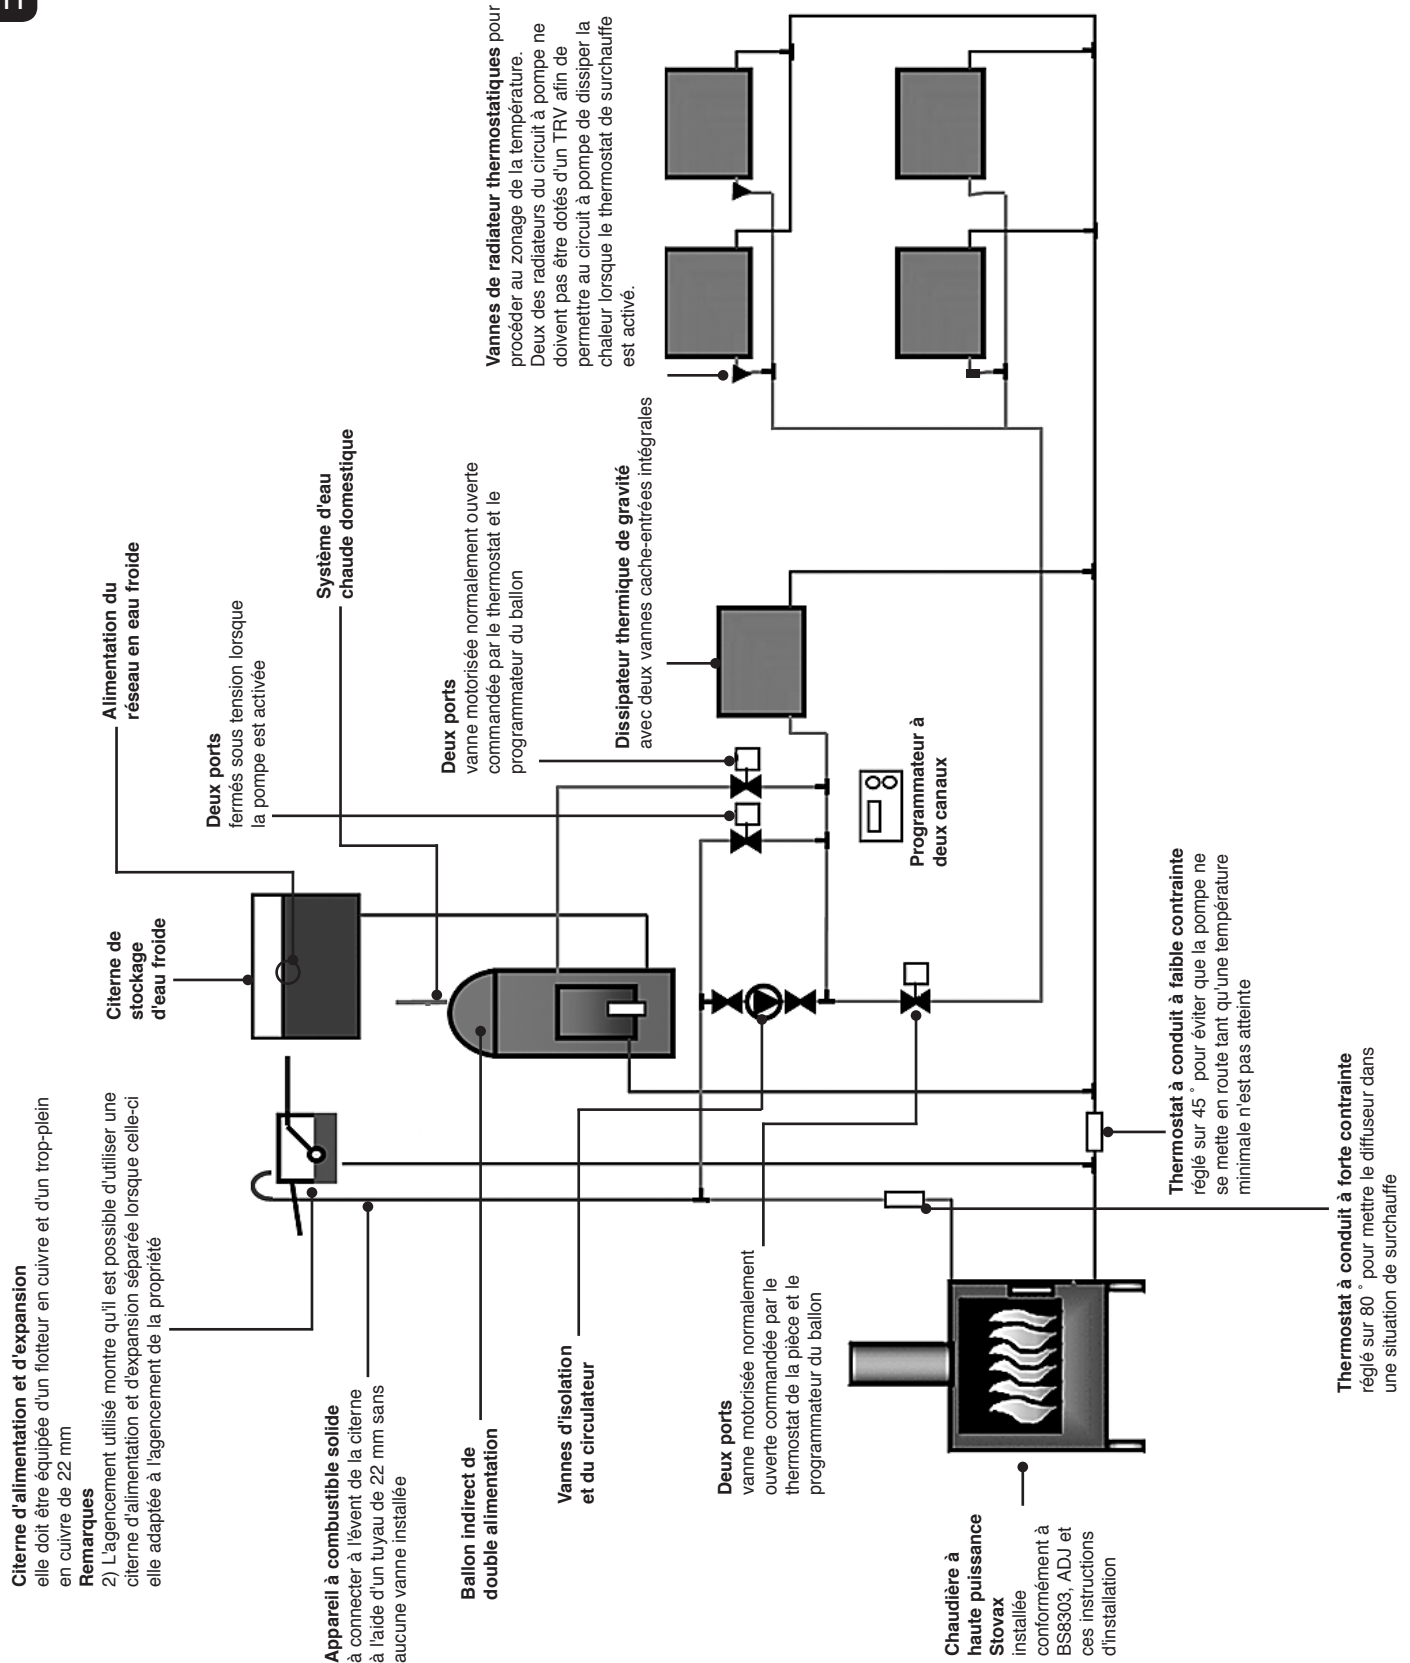 11
Citerne d'alimentation et d'expansion
elle doit être équipée d'un flotteur en cuivre et d'un trop-plein
en cuivre de 22 mm
Remarques
2) L'agencement utilisé montre qu'il est possible d'utiliser une
citerne d'alimentation et d'expansion séparée lorsque celle-ci
elle adaptée à l'agencement de la propriété
Citerne de
stockage
d'eau froide
Alimentation du
réseau en eau froide
Deux ports
fermés sous tension lorsque
la pompe est activée
Système d'eau
chaude domestique
Appareil à combustible solide
à connecter à l'évent de la citerne
à l'aide d'un tuyau de 22 mm sans
aucune vanne installée
Ballon indirect de
double alimentation
Deux ports
vanne motorisée normalement ouverte
commandée par le thermostat et le
programmateur du ballon
Vannes de radiateur thermostatiques pour
procéder au zonage de la température.
Deux des radiateurs du circuit à pompe ne
doivent pas être dotés d'un TRV afin de
permettre au circuit à pompe de dissiper la
chaleur lorsque le thermostat de surchauffe
est activé.
Vannes d'isolation
et du circulateur
Dissipateur thermique de gravité
avec deux vannes cache-entrées intégrales
Deux ports
vanne motorisée normalement
ouverte commandée par le
thermostat de la pièce et le
programmateur du ballon
Programmateur à
deux canaux
Chaudière à
haute puissance
Stovax
installée
conformément à
BS8303, ADJ et
ces instructions
d'installation
Thermostat à conduit à faible contrainte
réglé sur 45 ° pour éviter que la pompe ne
se mette en route tant qu'une température
minimale n'est pas atteinte
Thermostat à conduit à forte contrainte
réglé sur 80 ° pour mettre le diffuseur dans
une situation de surchauffe